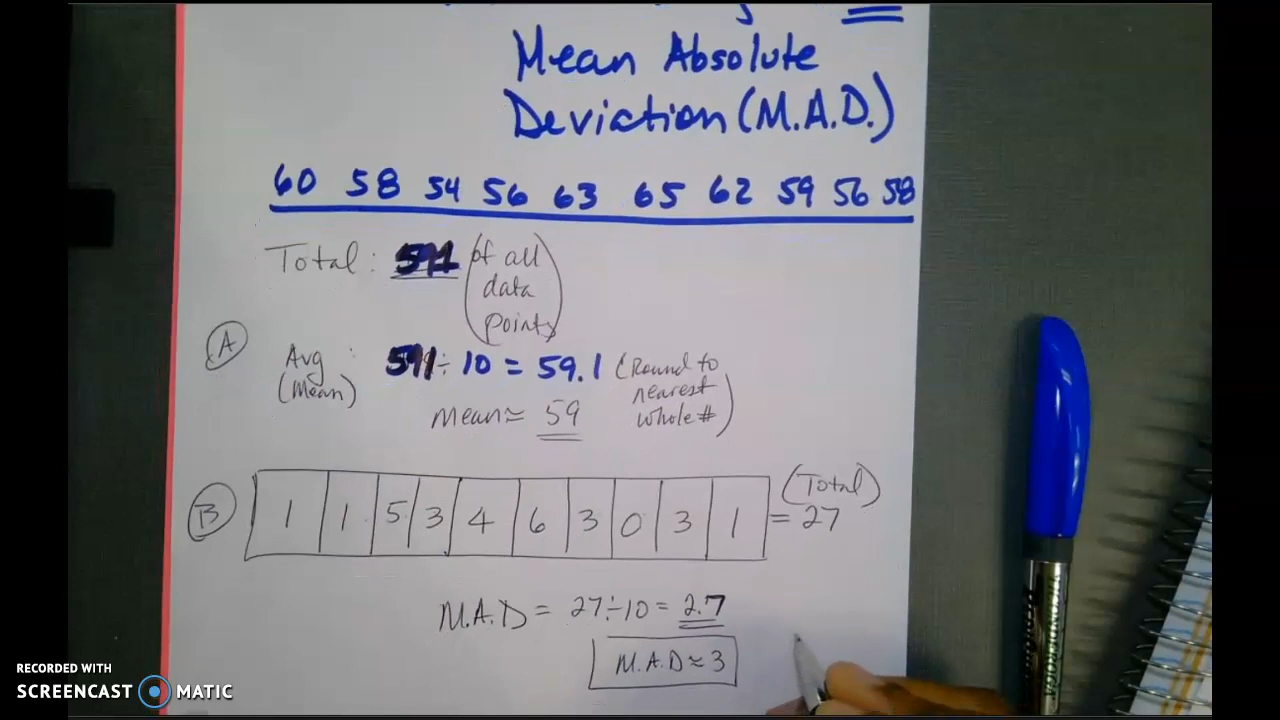 Mean Absolute
Deviation (M.A.D.)
60 58 54 56 63 65 62 59 56 58
Total: 591 (of all
data
points)
A
Avg : 591 ÷ 10 = 59.1 (Round to
(Mean) nearest
mean ≈ 59 whole #)
B
1 1 5 3 4 6 3 0 3 1 = 27 (Total)
M.A.D = 27 ÷ 10 = 2.7
M.A.D ≈ 3
RECORDED WITH
SCREENCAST O MATIC